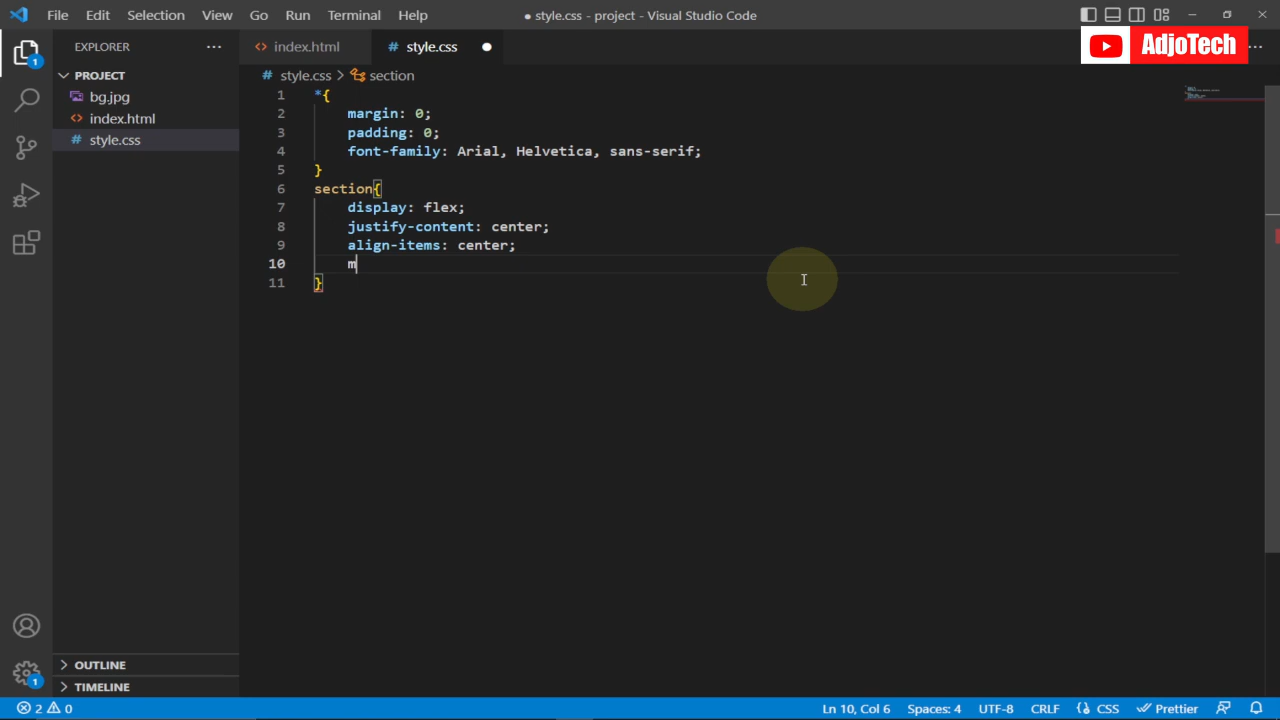 File Edit Selection View Go Run Terminal Help
● style.css - project - Visual Studio Code
AdjoTech
EXPLORER
index.html
# style.css ●
PROJECT
bg.jpg
index.html
# style.css
# style.css > section
1 *{
2 margin: 0;
3 padding: 0;
4 font-family: Arial, Helvetica, sans-serif;
5 }
6 section{
7 display: flex;
8 justify-content: center;
9 align-items: center;
10 m
11 }
1
OUTLINE
TIMELINE
1
2 0
Ln 10, Col 6 Spaces: 4 UTF-8 CRLF {} CSS Prettier